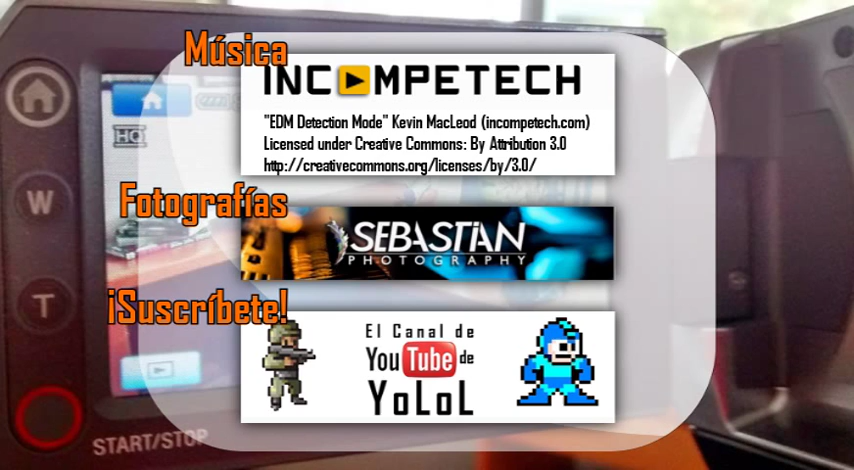 Música
INCOMPETECH
"EDM Detection Mode" Kevin MacLeod (incompetech.com)
Licensed under Creative Commons: By Attribution 3.0
http://creativecommons.org/licenses/by/3.0/
HQ
W
Fotografías
SEBASTiAN
PHOTOGRAPHY
T
¡Suscríbete!
El Canal de
YouTube de
YoLoL
START/STOP